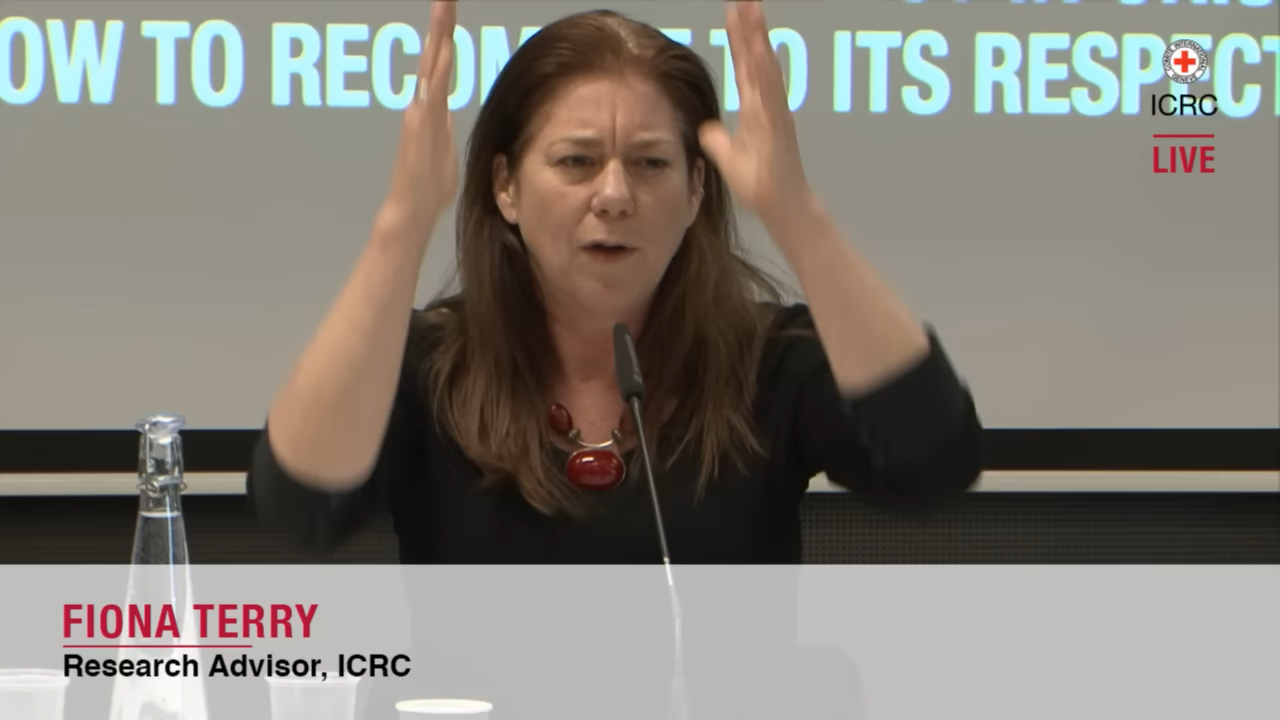 OW TO TO ITS RESPECT
ICRC
LIVE
FIONA TERRY
Research Advisor, ICRC